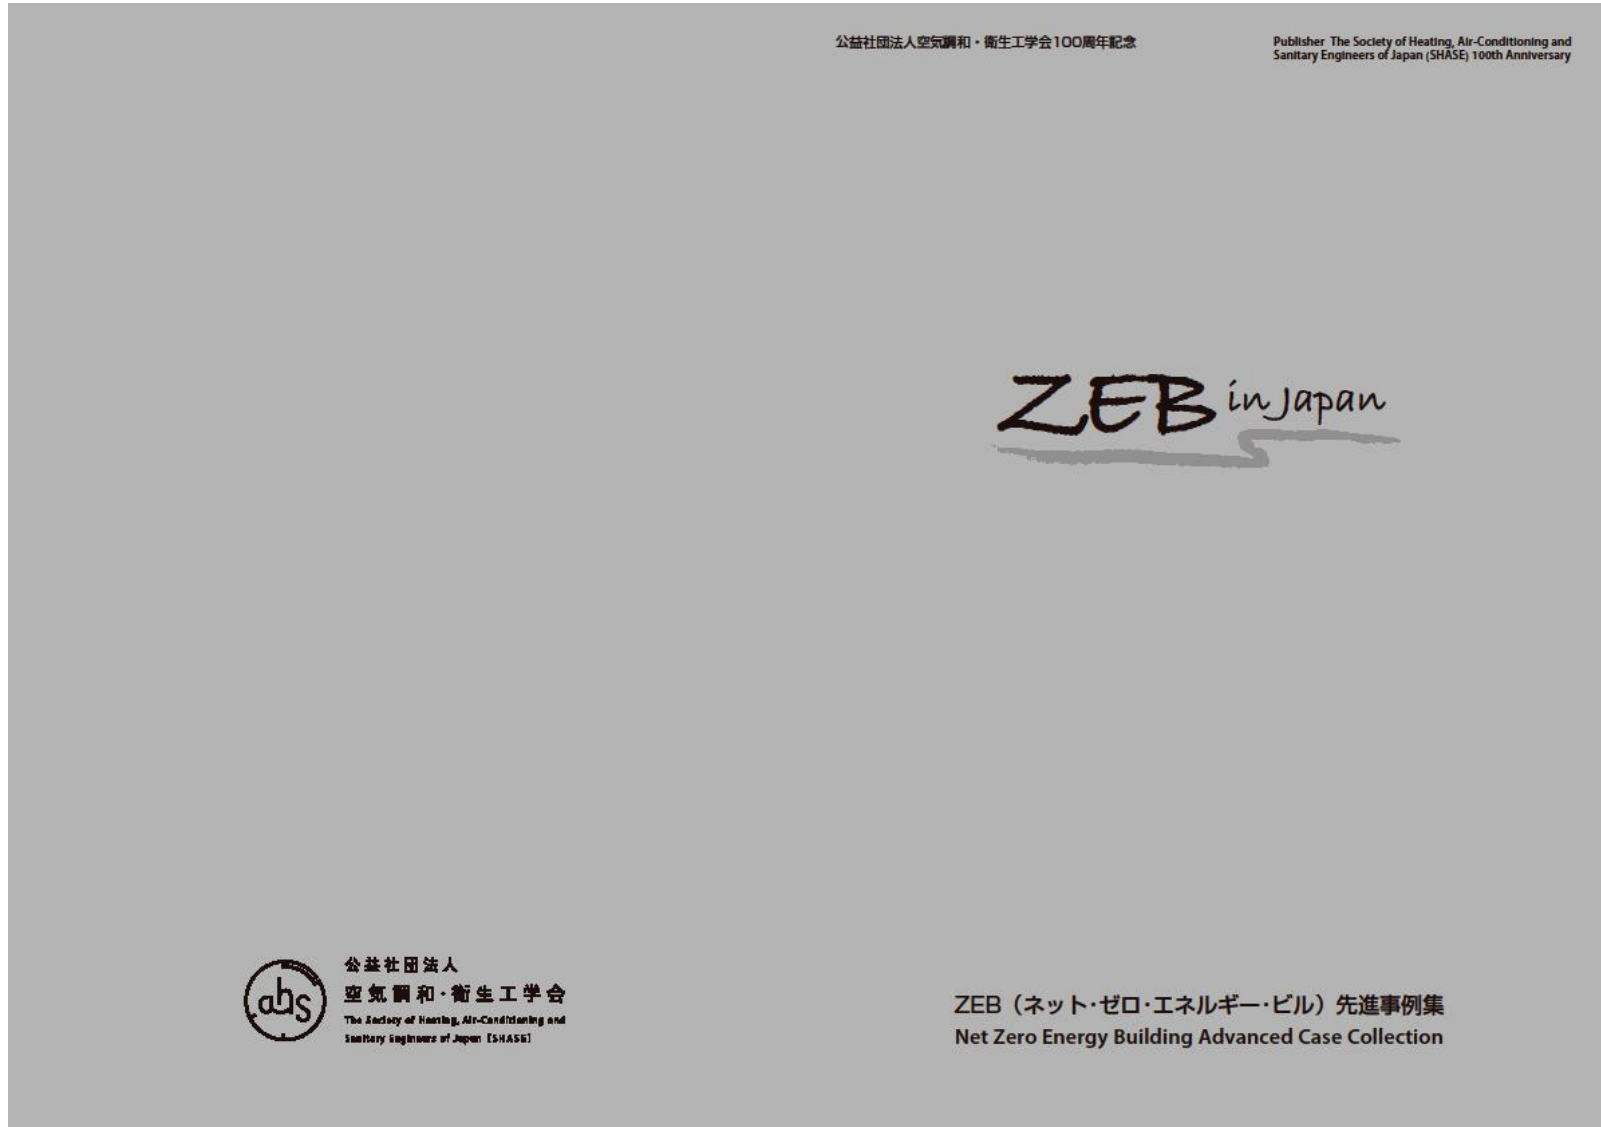 公益社団法人空気調和・衛生工学会100周年記念
Publisher The Society of Heating, Air-Conditioning and
Sanitary Engineers of Japan (SHASE) 100th Anniversary
ZEB in Japan
ahs
公益社団法人
空気調和・衛生工学会
The Society of Heating, Air-Conditioning and
Sanitary Engineers of Japan [SHASE]
ZEB（ネット・ゼロ・エネルギー・ビル）先進事例集
Net Zero Energy Building Advanced Case Collection